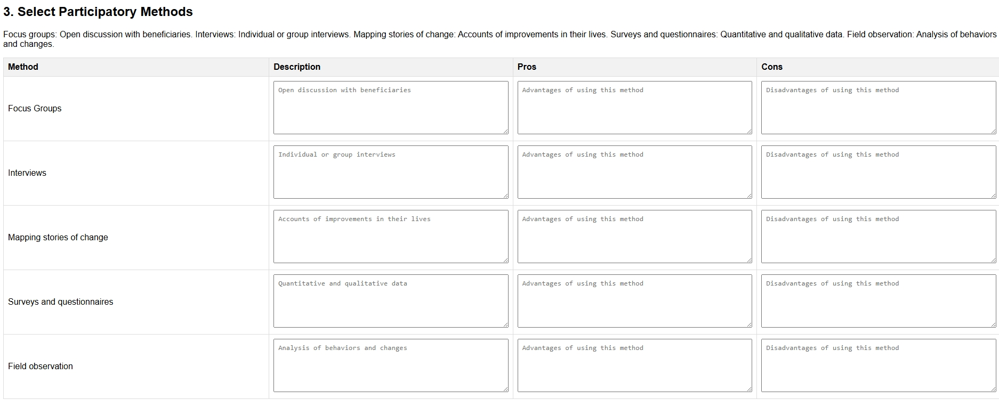 3. Select Participatory Methods
Focus groups: Open discussion with beneficiaries. Interviews: Individual or group interviews. Mapping stories of change: Accounts of improvements in their lives. Surveys and questionnaires: Quantitative and qualitative data. Field observation: Analysis of behaviors
and changes.
Method Description Pros Cons
Focus Groups
Open discussion with beneficiaries
Advantages of using this method
Disadvantages of using this method
Interviews
Individual or group interviews
Advantages of using this method
Disadvantages of using this method
Mapping stories of change
Accounts of improvements in their lives
Advantages of using this method
Disadvantages of using this method
Surveys and questionnaires
Quantitative and qualitative data
Advantages of using this method
Disadvantages of using this method
Field observation
Analysis of behaviors and changes
Advantages of using this method
Disadvantages of using this method